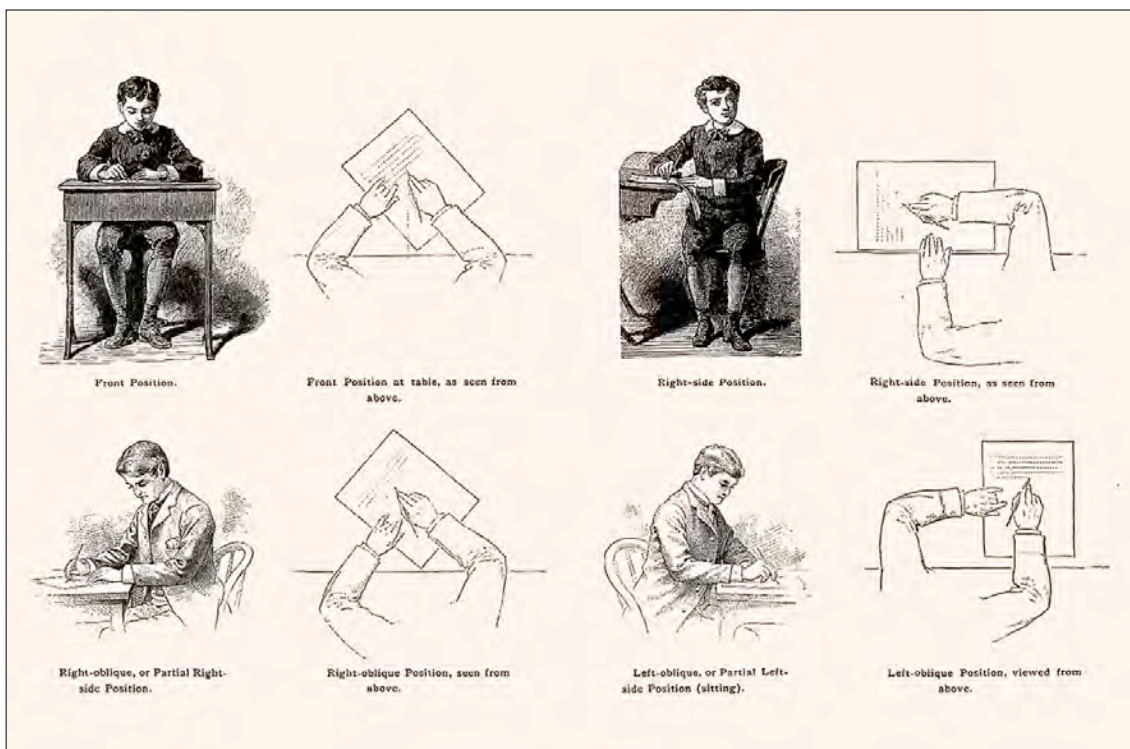 Front Position.
Front Position at table, as seen from
above.
Right-side Position.
Right-side Position, as seen from
above.
Right-oblique, or Partial Right-
side Position.
Right-oblique Position, seen from
above.
Left-oblique, or Partial Left-
side Position (sitting).
Left-oblique Position, viewed from
above.